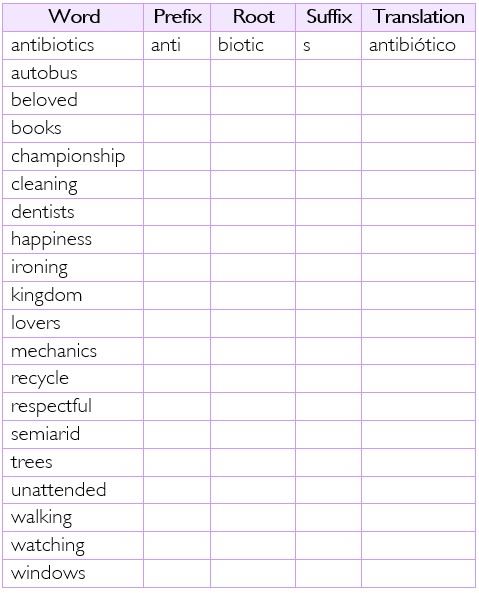 Word Prefix Root Suffix Translation
antibiotics anti biotic s antibiótico
autobus
beloved
books
championship
cleaning
dentists
happiness
ironing
kingdom
lovers
mechanics
recycle
respectful
semiarid
trees
unattended
walking
watching
windows